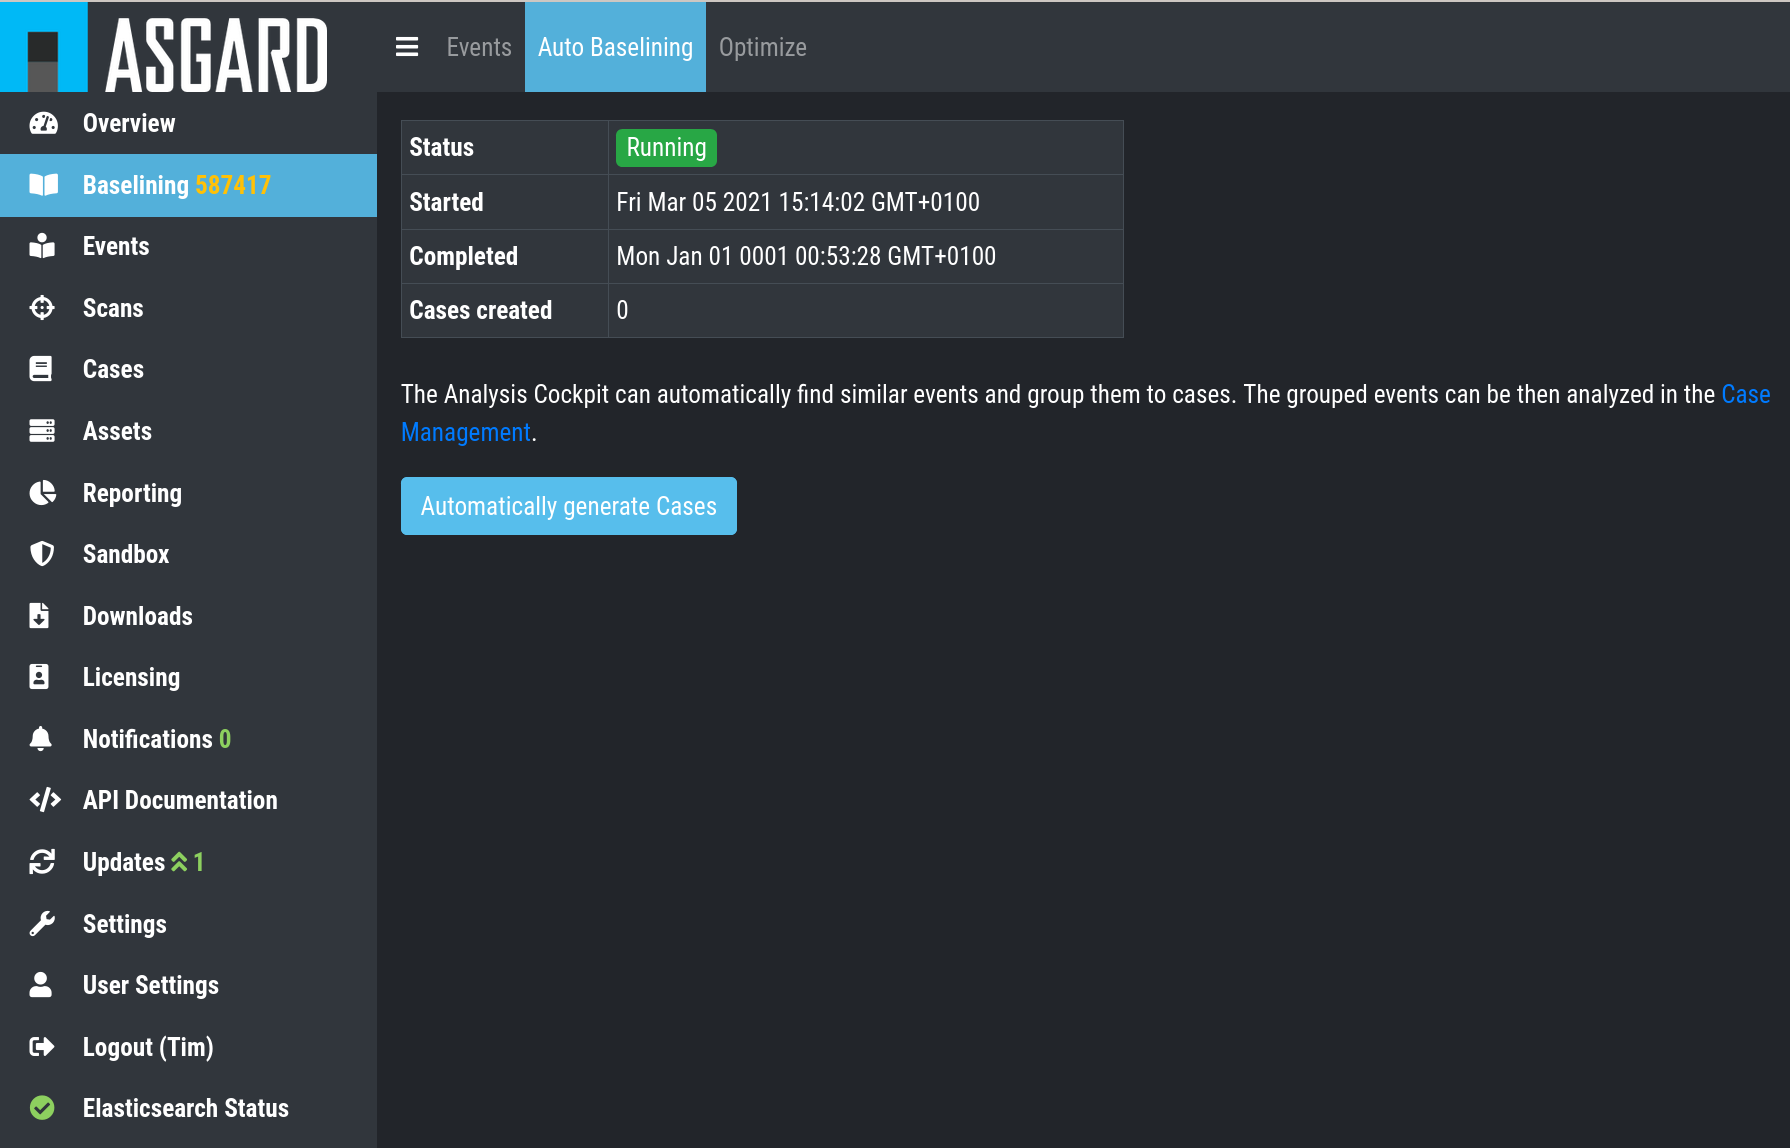 ASGARD
Overview
Baselining 587417
Events
Scans
Cases
Assets
Reporting
Sandbox
Downloads
Licensing
Notifications 0
API Documentation
Updates 1
Settings
User Settings
Logout (Tim)
Elasticsearch Status
Events Auto Baselining Optimize
Status Running
Started Fri Mar 05 2021 15:14:02 GMT+0100
Completed Mon Jan 01 0001 00:53:28 GMT+0100
Cases created 0
The Analysis Cockpit can automatically find similar events and group them to cases. The grouped events can be then analyzed in the Case
Management.
Automatically generate Cases